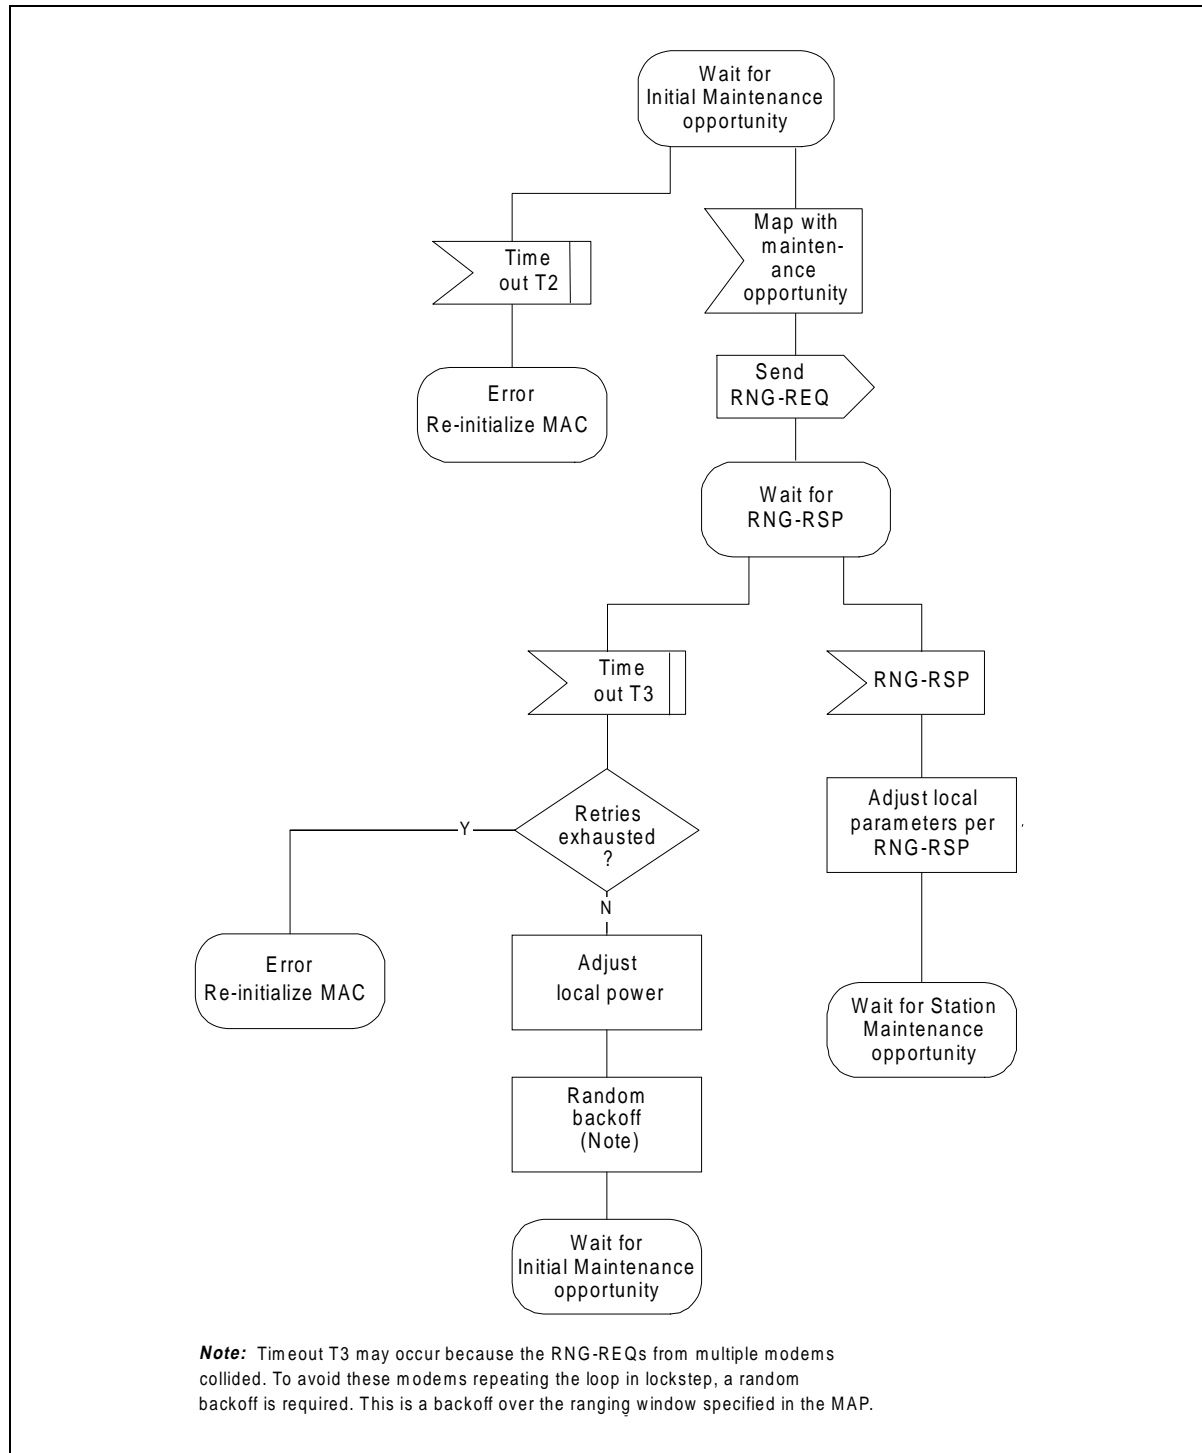 Wait for
Initial Maintenance
opportunity
Time
out T2
Map with
mainten-
ance
opportunity
Error
Re-initialize MAC
Send
RNG-REQ
Wait for
RNG-RSP
Time
out T3
RNG-RSP
Retries
exhausted
?
Y
N
Adjust local
parameters per
RNG-RSP
Error
Re-initialize MAC
Adjust
local power
Wait for Station
Maintenance
opportunity
Random
backoff
(Note)
Wait for
Initial Maintenance
opportunity
Note: Timeout T3 may occur because the RNG-REQs from multiple modems
collided. To avoid these modems repeating the loop in lockstep, a random
backoff is required. This is a backoff over the ranging window specified in the MAP.